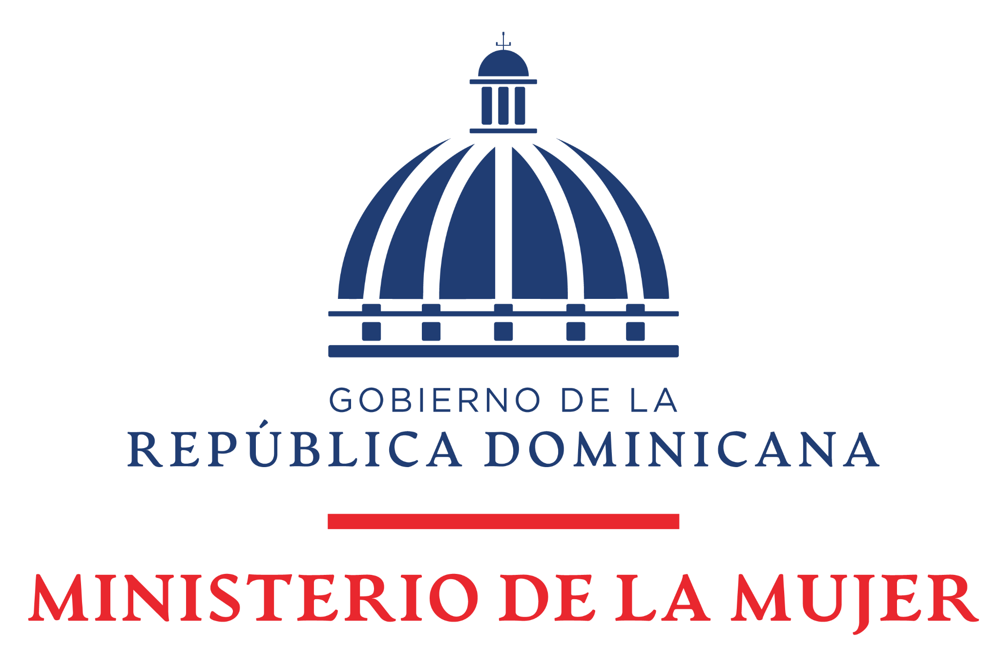 GOBIERNO DE LA
REPÚBLICA DOMINICANA
MINISTERIO DE LA MUJER